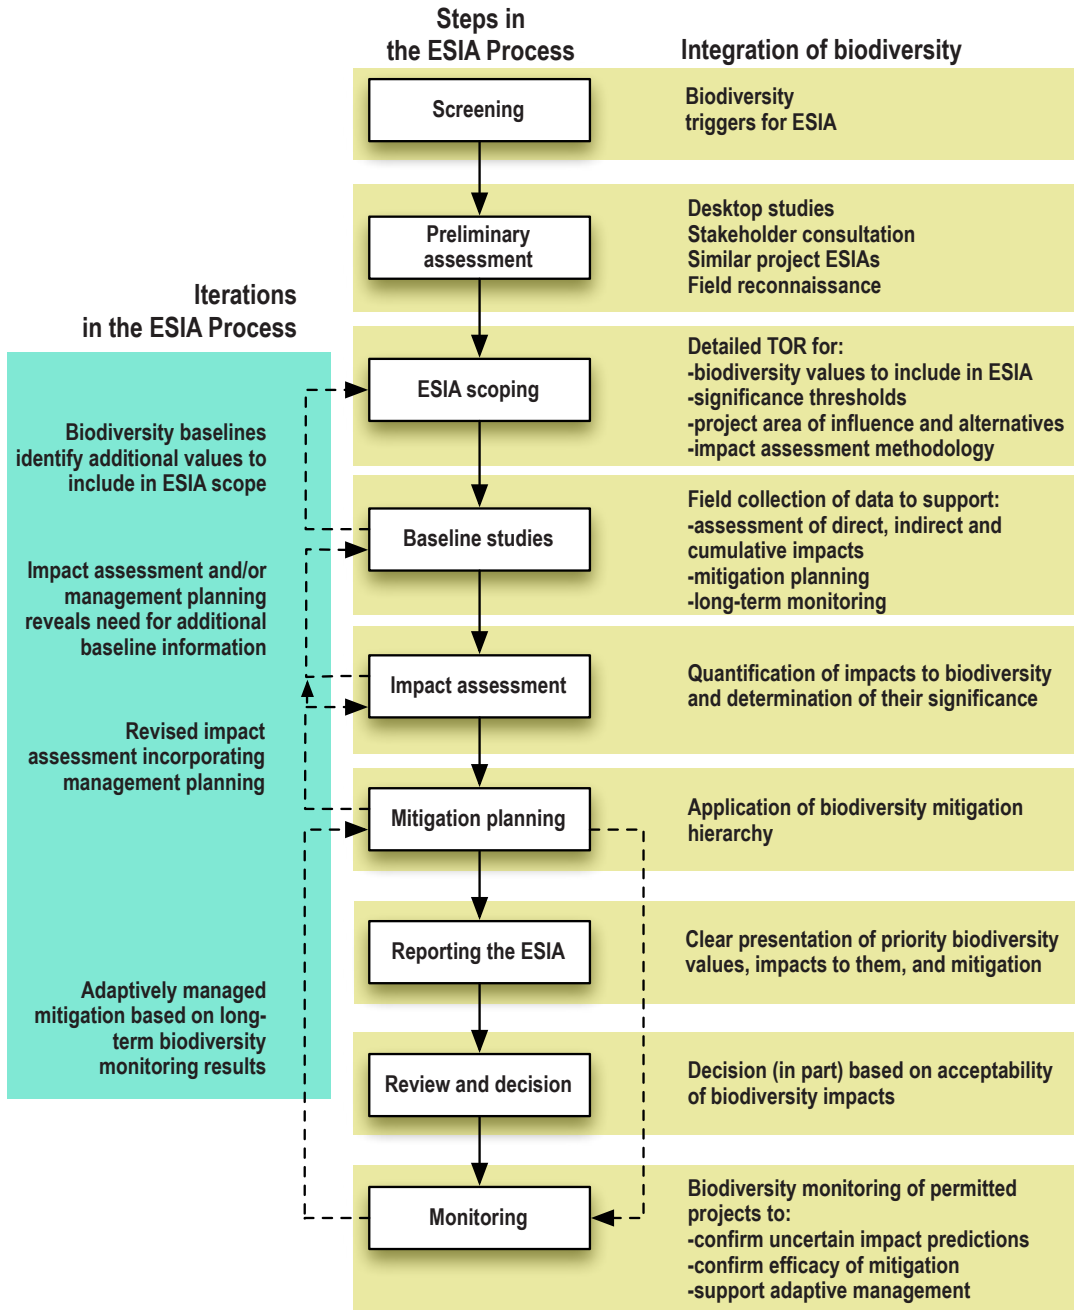 Steps in
the ESIA Process
Integration of biodiversity
Screening
Biodiversity
triggers for ESIA
Preliminary
assessment
Desktop studies
Stakeholder consultation
Similar project ESIAs
Field reconnaissance
Iterations
in the ESIA Process
ESIA scoping
Detailed TOR for:
-biodiversity values to include in ESIA
-significance thresholds
-project area of influence and alternatives
-impact assessment methodology
Biodiversity baselines
identify additional values to
include in ESIA scope
Baseline studies
Field collection of data to support:
-assessment of direct, indirect and
cumulative impacts
-mitigation planning
-long-term monitoring
Impact assessment and/or
management planning
reveals need for additional
baseline information
Impact assessment
Quantification of impacts to biodiversity
and determination of their significance
Revised impact
assessment incorporating
management planning
Mitigation planning
Application of biodiversity mitigation
hierarchy
Reporting the ESIA
Clear presentation of priority biodiversity
values, impacts to them, and mitigation
Adaptively managed
mitigation based on long-
term biodiversity
monitoring results
Review and decision
Decision (in part) based on acceptability
of biodiversity impacts
Monitoring
Biodiversity monitoring of permitted
projects to:
-confirm uncertain impact predictions
-confirm efficacy of mitigation
-support adaptive management